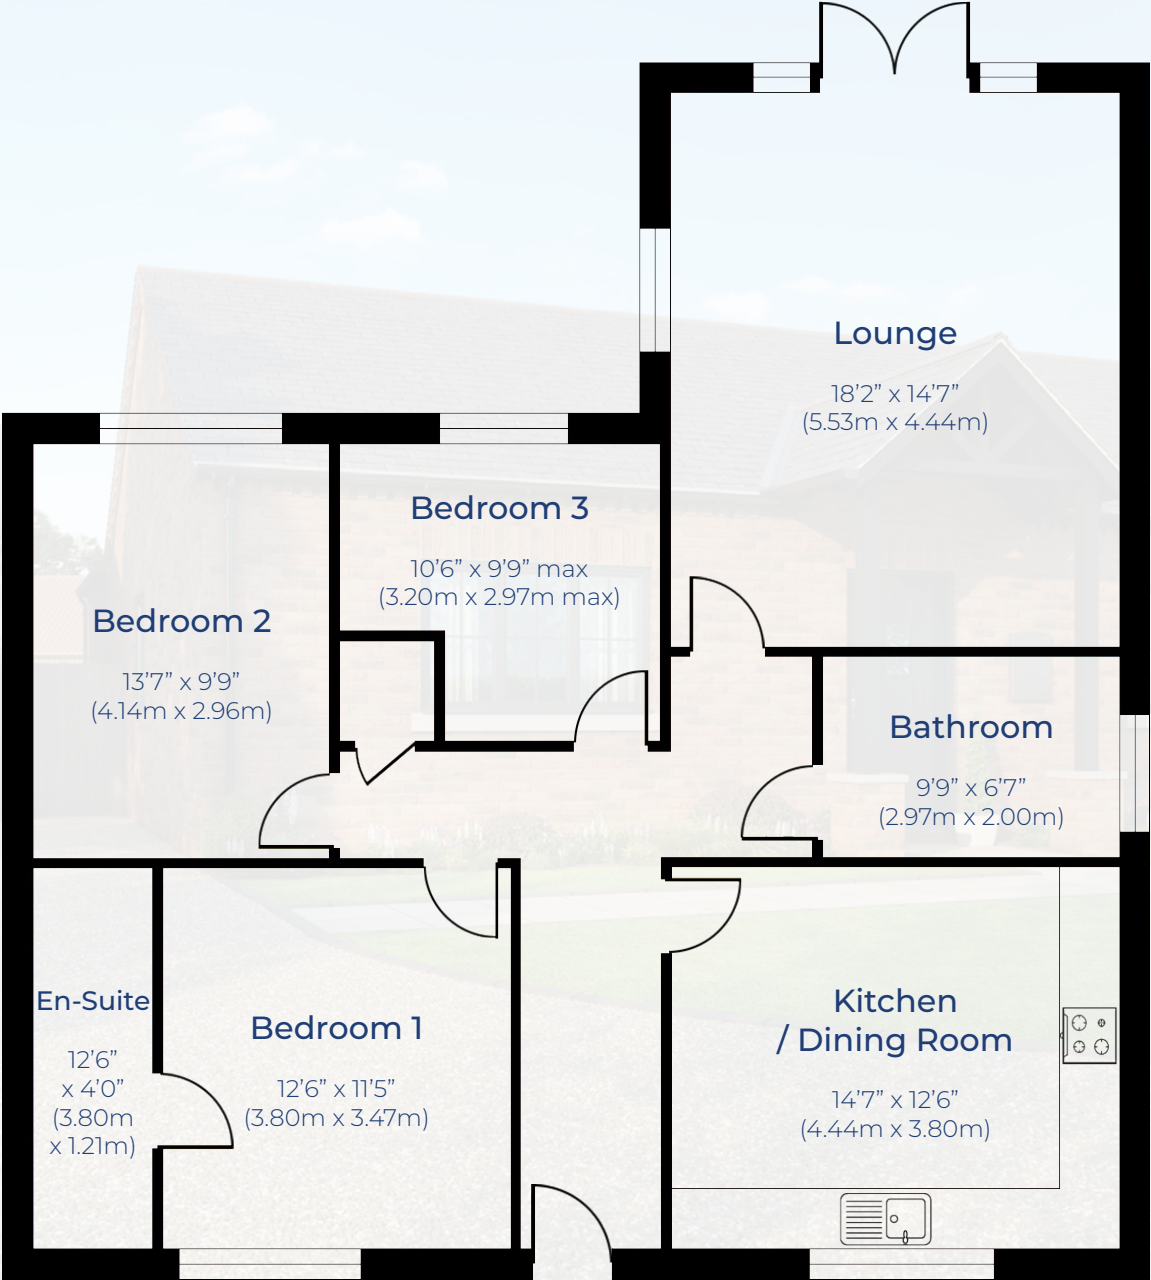 Lounge
18’2” x 14’7”
(5.53m x 4.44m)
Bedroom 3
10’6” x 9’9” max
(3.20m x 2.97m max)
Bedroom 2
13’7” x 9’9”
(4.14m x 2.96m)
Bathroom
9’9” x 6’7”
(2.97m x 2.00m)
En-Suite
12’6”
x 4’0”
(3.80m
x 1.21m)
Bedroom 1
12’6” x 11’5”
(3.80m x 3.47m)
Kitchen
/ Dining Room
14’7” x 12’6”
(4.44m x 3.80m)